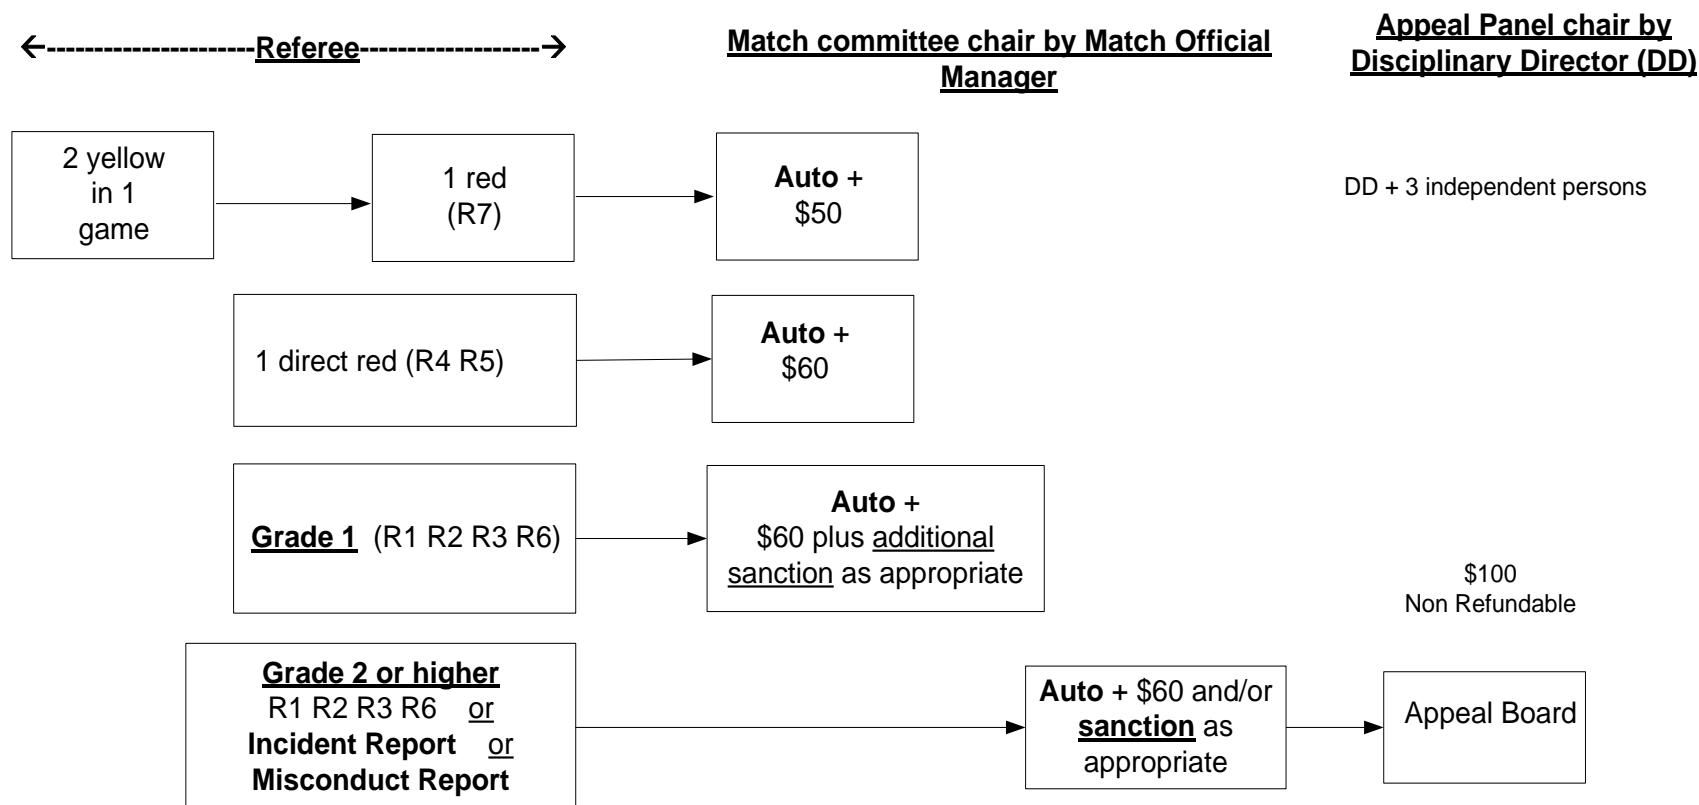 ←----------------------Referee-------------------→
Match committee chair by Match Official
Manager
Appeal Panel chair by
Disciplinary Director (DD)
2 yellow
in 1
game
1 red
(R7)
Auto +
$50
DD + 3 independent persons
1 direct red (R4 R5)
Auto +
$60
Grade 1 (R1 R2 R3 R6)
Auto +
$60 plus additional
sanction as appropriate
$100
Non Refundable
Grade 2 or higher
R1 R2 R3 R6 or
Incident Report or
Misconduct Report
Auto + $60 and/or
sanction as
appropriate
Appeal Board